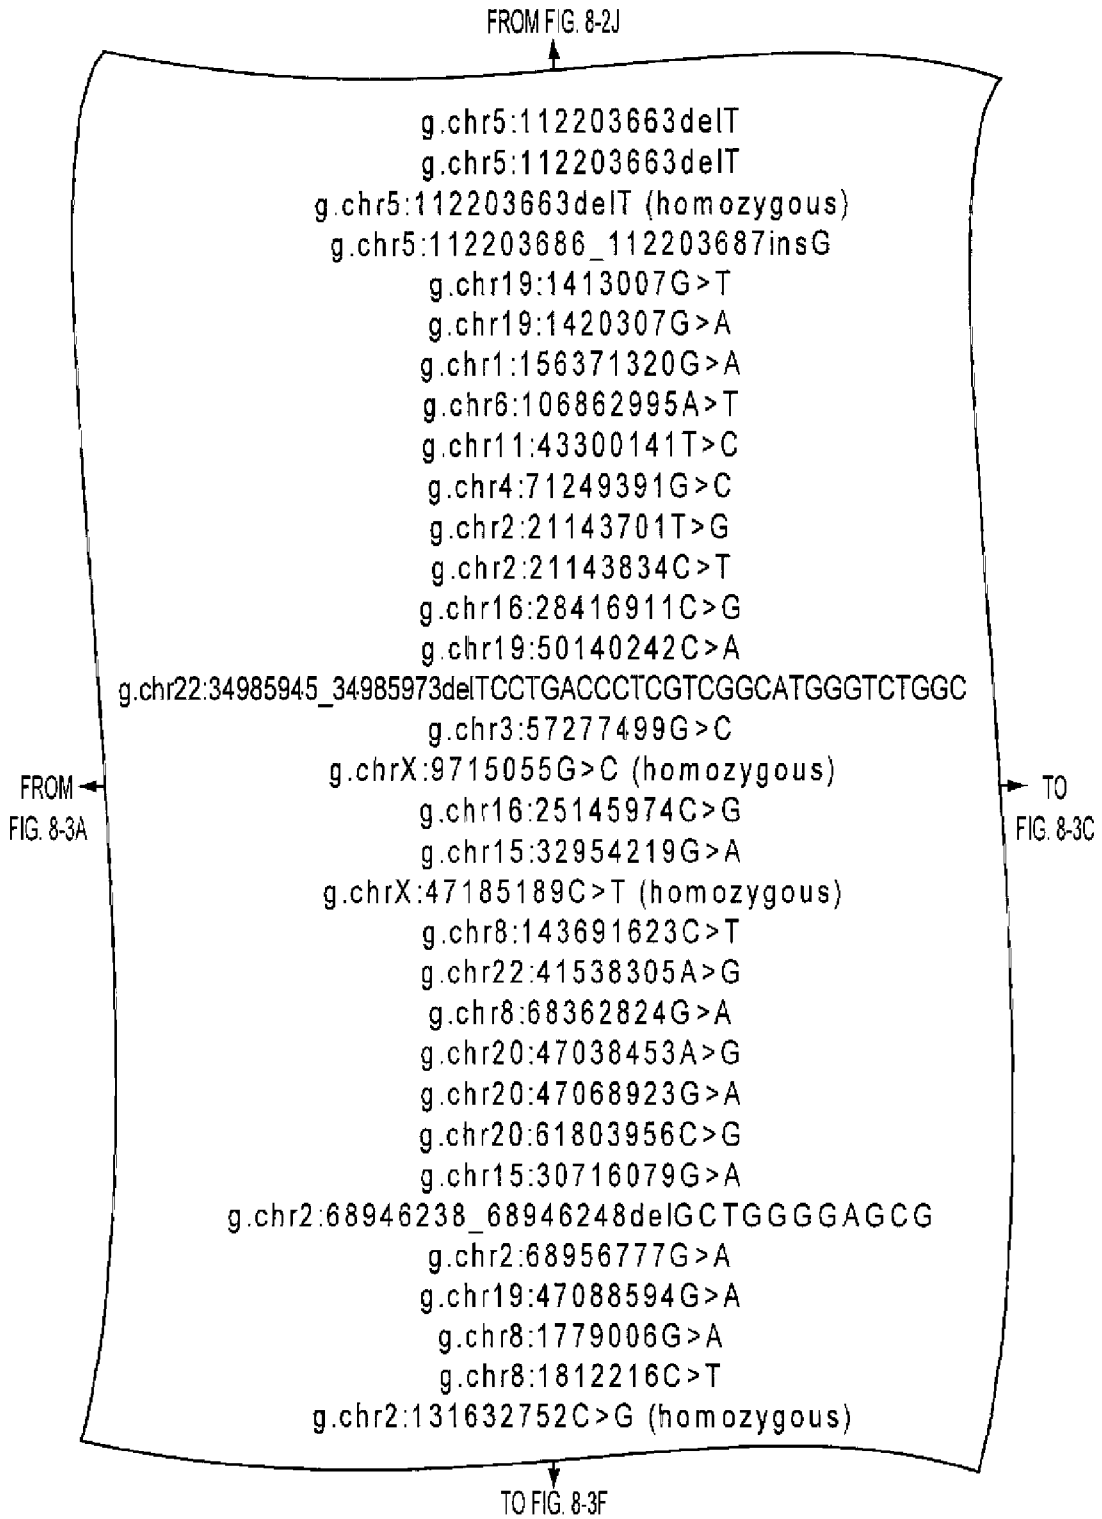 FROM FIG. 8-2J
g.chr5:112203663delT
g.chr5:112203663delT
g.chr5:112203663delT (homozygous)
g.chr5:112203686_112203687insG
g.chr19:1413007G>T
g.chr19:1420307G>A
g.chr1:156371320G>A
g.chr6:106862995A>T
g.chr11:43300141T>C
g.chr4:71249391G>C
g.chr2:21143701T>G
g.chr2:21143834C>T
g.chr16:28416911C>G
g.chr19:50140242C>A
g.chr22:34985945_34985973delTCCTGACCCTCGTCGGCATGGGTCTGGC
g.chr3:57277499G>C
g.chrX:9715055G>C (homozygous)
FROM
FIG. 8-3A
TO
FIG. 8-3C
g.chr16:25145974C>G
g.chr15:32954219G>A
g.chrX:47185189C>T (homozygous)
g.chr8:143691623C>T
g.chr22:41538305A>G
g.chr8:68362824G>A
g.chr20:47038453A>G
g.chr20:47068923G>A
g.chr20:61803956C>G
g.chr15:30716079G>A
g.chr2:68946238_68946248delGCTGGGGAGCG
g.chr2:68956777G>A
g.chr19:47088594G>A
g.chr8:1779006G>A
g.chr8:1812216C>T
g.chr2:131632752C>G (homozygous)
TO FIG. 8-3F